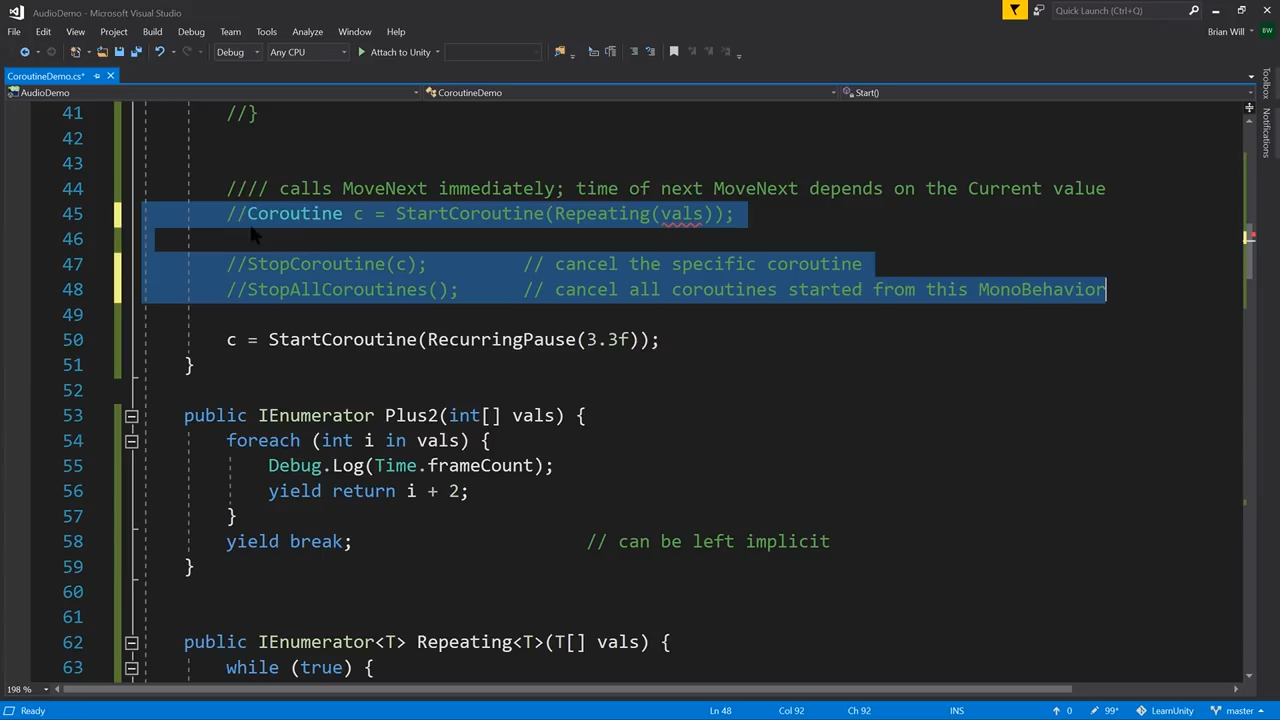 AudioDemo - Microsoft Visual Studio
Quick Launch (Ctrl+Q)
File Edit View Project Build Debug Team Tools Analyze Window Help
Brian Will BW
Debug Any CPU Attach to Unity
CoroutineDemo.cs*
AudioDemo CoroutineDemo Start()
Toolbox
Notifications
41 //}
42
43
44 //// calls MoveNext immediately; time of next MoveNext depends on the Current value
45 //Coroutine c = StartCoroutine(Repeating(vals));
46
47 //StopCoroutine(c); // cancel the specific coroutine
48 //StopAllCoroutines(); // cancel all coroutines started from this MonoBehavior
49
50 c = StartCoroutine(RecurringPause(3.3f));
51 }
52
53 public IEnumerator Plus2(int[] vals) {
54 foreach (int i in vals) {
55 Debug.Log(Time.frameCount);
56 yield return i + 2;
57 }
58 yield break; // can be left implicit
59 }
60
61
62 public IEnumerator<T> Repeating<T>(T[] vals) {
63 while (true) {
198 %
Ready Ln 48 Col 92 Ch 92 INS 0 99* LearnUnity master